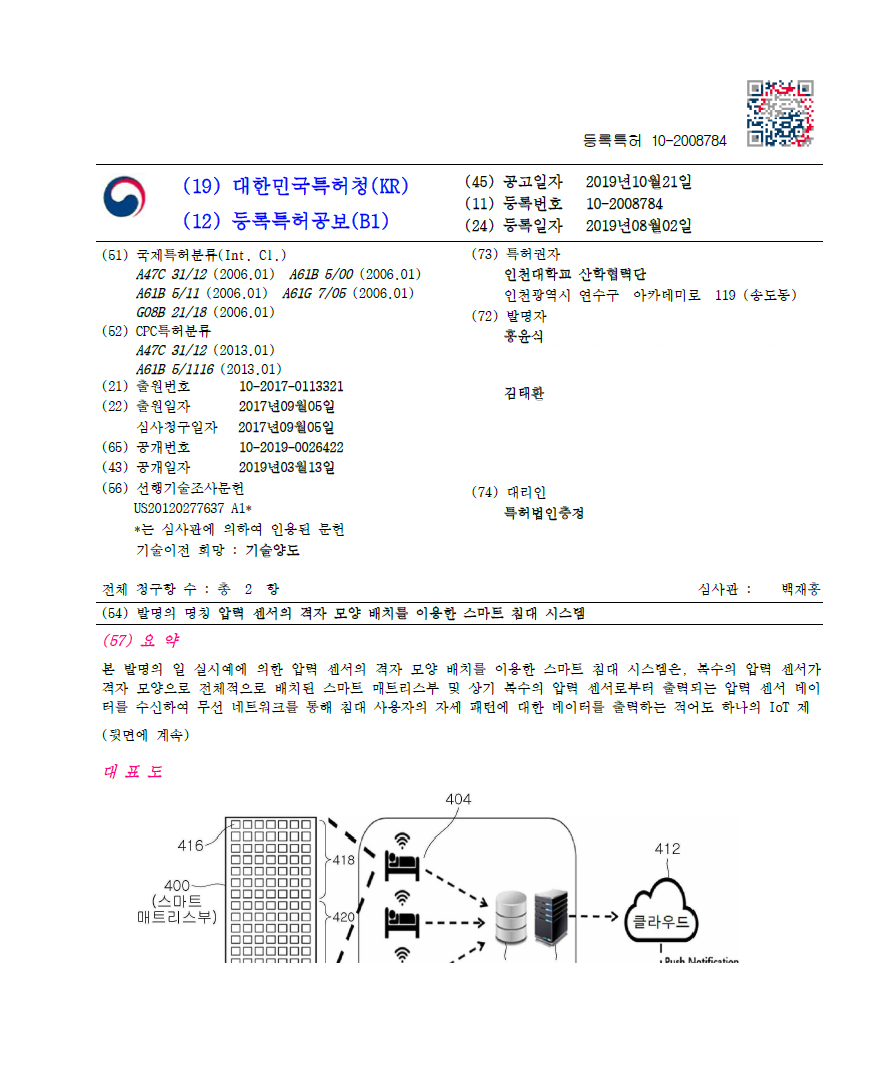 등록특허 10-2008784
(19) 대한민국특허청(KR)
(12) 등록특허공보(B1)
(45) 공고일자 2019년10월21일
(11) 등록번호 10-2008784
(24) 등록일자 2019년08월02일
(51) 국제특허분류(Int. Cl.)
A47C 31/12 (2006.01) A61B 5/00 (2006.01)
A61B 5/11 (2006.01) A61G 7/05 (2006.01)
G08B 21/18 (2006.01)
(52) CPC특허분류
A47C 31/12 (2013.01)
A61B 5/1116 (2013.01)
(21) 출원번호 10-2017-0113321
(22) 출원일자 2017년09월05일
심사청구일자 2017년09월05일
(65) 공개번호 10-2019-0026422
(43) 공개일자 2019년03월13일
(56) 선행기술조사문헌
US20120277637 A1*
*는 심사관에 의하여 인용된 문헌
기술이전 희망 : 기술양도
(73) 특허권자
인천대학교 산학협력단
인천광역시 연수구 아카데미로 119 (송도동)
(72) 발명자
홍윤식
김태환
(74) 대리인
특허법인충정
전체 청구항 수 : 총 2 항 심사관 : 백재홍
(54) 발명의 명칭 압력 센서의 격자 모양 배치를 이용한 스마트 침대 시스템
(57) 요 약
본 발명의 일 실시예에 의한 압력 센서의 격자 모양 배치를 이용한 스마트 침대 시스템은, 복수의 압력 센서가
격자 모양으로 전체적으로 배치된 스마트 매트리스부 및 상기 복수의 압력 센서로부터 출력되는 압력 센서 데이
터를 수신하여 무선 네트워크를 통해 침대 사용자의 자세 패턴에 대한 데이터를 출력하는 적어도 하나의 IoT 제
(뒷면에 계속)
대 표 도
404
416
418
412
400
(스마트
매트리스부)
420
클라우드
Push Notification